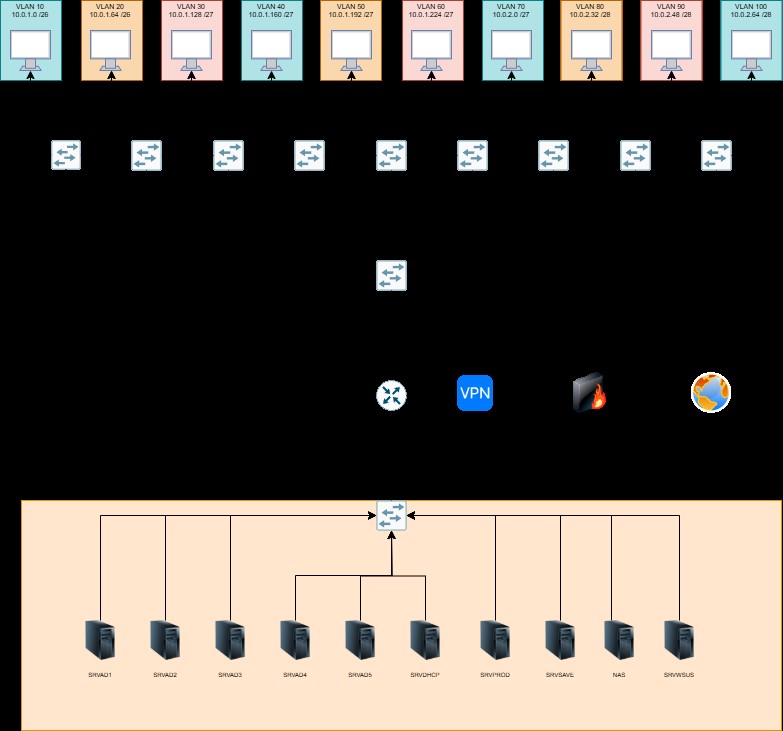 VLAN 10
10.0.1.0 /26
VLAN 20
10.0.1.64 /26
VLAN 30
10.0.1.128 /27
VLAN 40
10.0.1.160 /27
VLAN 50
10.0.1.192 /27
VLAN 60
10.0.1.224 /27
VLAN 70
10.0.2.0 /27
VLAN 80
10.0.2.32 /28
VLAN 90
10.0.2.48 /28
VLAN 100
10.0.2.64 /28
VPN
SRVAD1
SRVAD2
SRVAD3
SRVAD4
SRVAD5
SRVDHCP
SRVPROD
SRVSAVE
NAS
SRVWSUS